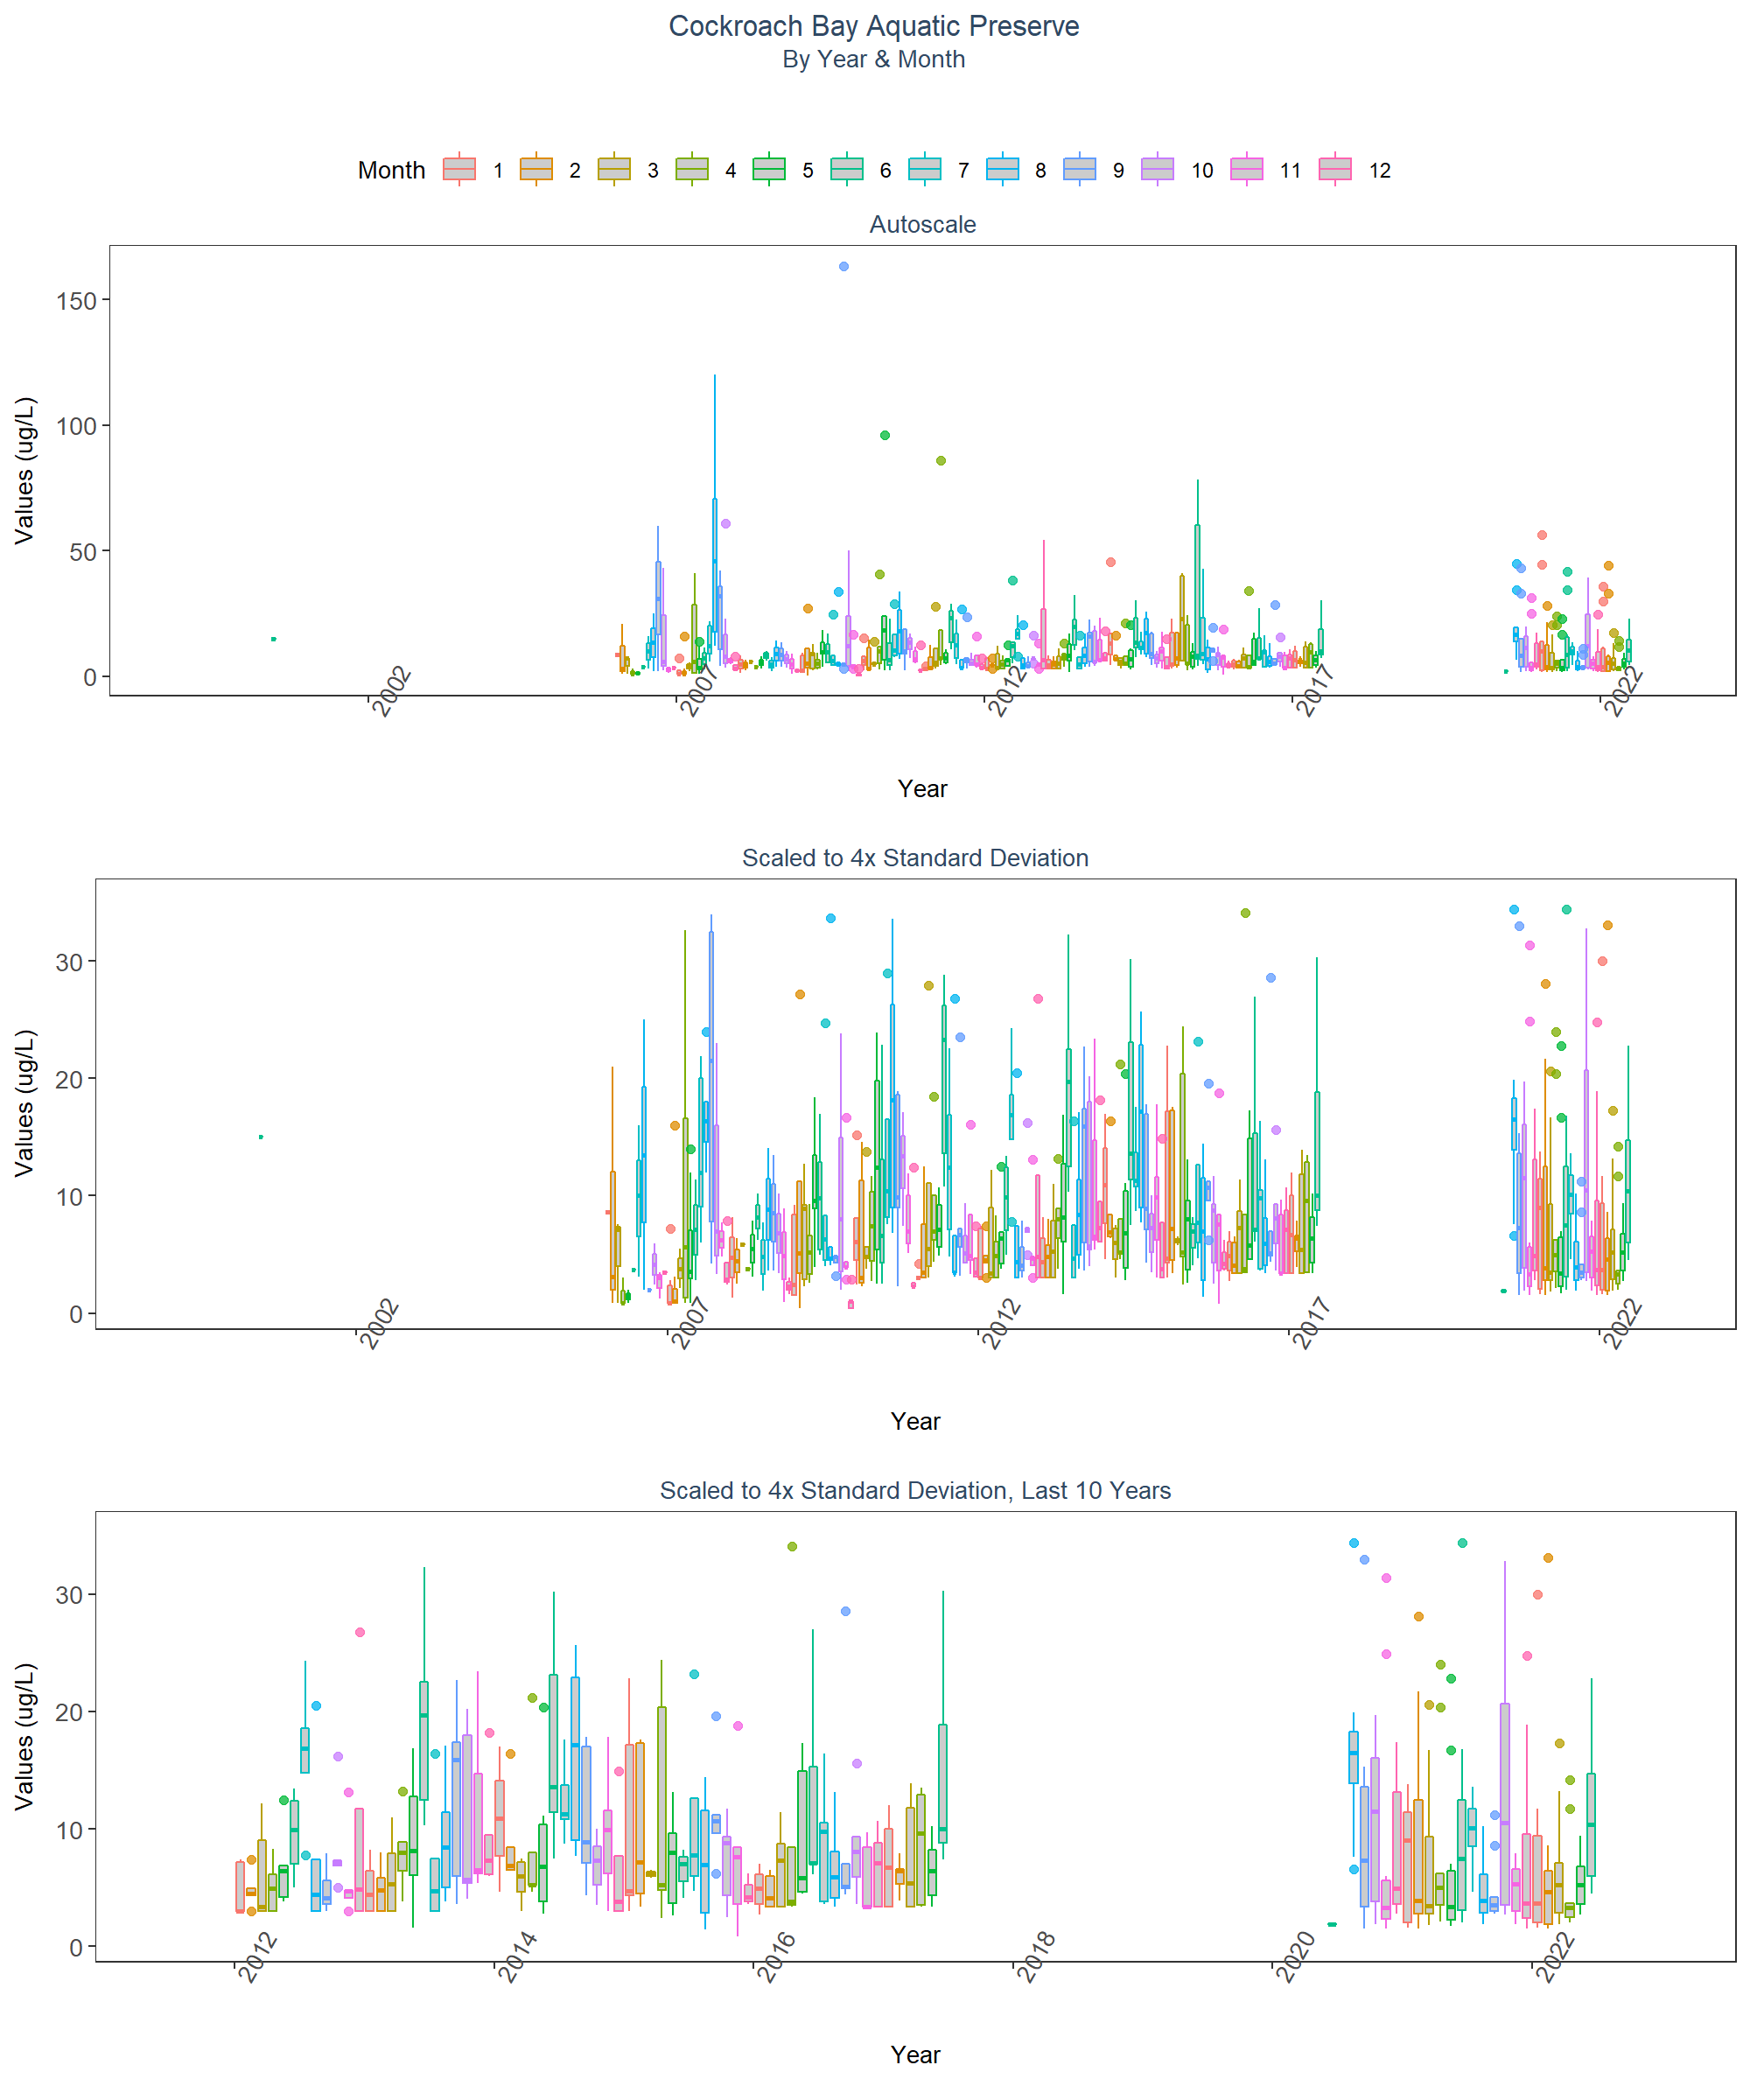 Cockroach Bay Aquatic Preserve
By Year & Month
Month 1 2 3 4 5 6 7 8 9 10 11 12
Autoscale
Values (ug/L)
150
100
50
0
2002 2007 2012 2017 2022
Year
Scaled to 4x Standard Deviation
Values (ug/L)
30
20
10
0
2002 2007 2012 2017 2022
Year
Scaled to 4x Standard Deviation, Last 10 Years
Values (ug/L)
30
20
10
0
2012 2014 2016 2018 2020 2022
Year